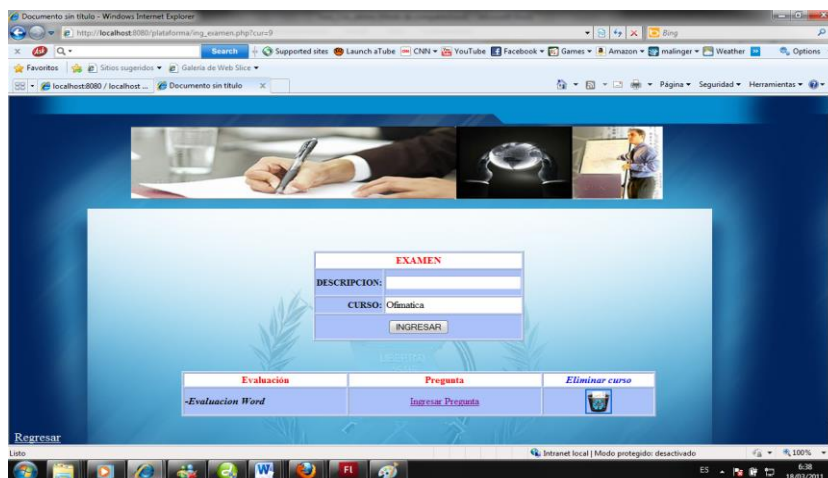 Documento sin título - Windows Internet Explorer
http://localhost:8080/plataforma/ing_examen.php?cur=9
Bing
Search
Supported sites Launch aTube CNN YouTube Facebook Games Amazon malinger Weather Options
Favoritos Sitios sugeridos Galería de Web Slice
localhost:8080 / localhost ... Documento sin título X
Página Seguridad Herramientas
EXAMEN
DESCRIPCION:
CURSO: Ofimatica
INGRESAR
Evaluación Pregunta Eliminar curso
-Evaluacion Word Ingresar Pregunta
Regresar
Listo Intranet local | Modo protegido: desactivado 100%
ES 6:38
18/03/2011